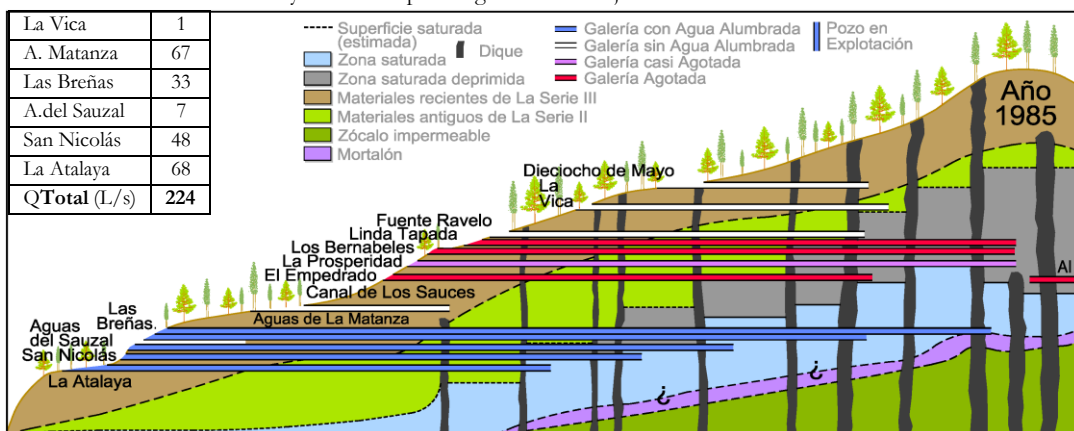 La Vica 1
A. Matanza 67
Las Breñas 33
A.del Sauzal 7
San Nicolás 48
La Atalaya 68
QTotal (L/s) 224
Superficie saturada
(estimada)
Dique
Zona saturada
Zona saturada deprimida
Materiales recientes de La Serie III
Materiales antiguos de La Serie II
Zócalo impermeable
Mortalón
Galería con Agua Alumbrada
Galería sin Agua Alumbrada
Galería casi Agotada
Galería Agotada
Pozo en
Explotación
Año
1985
Dieciocho de Mayo
La
Vica
Fuente Ravelo
Linda Tapada
Los Bernabeles
La Prosperidad
El Empedrado
Canal de Los Sauces
Aguas de La Matanza
Las
Breñas.
Aguas
del Sauzal
San Nicolás
La Atalaya
Al
¿
¿